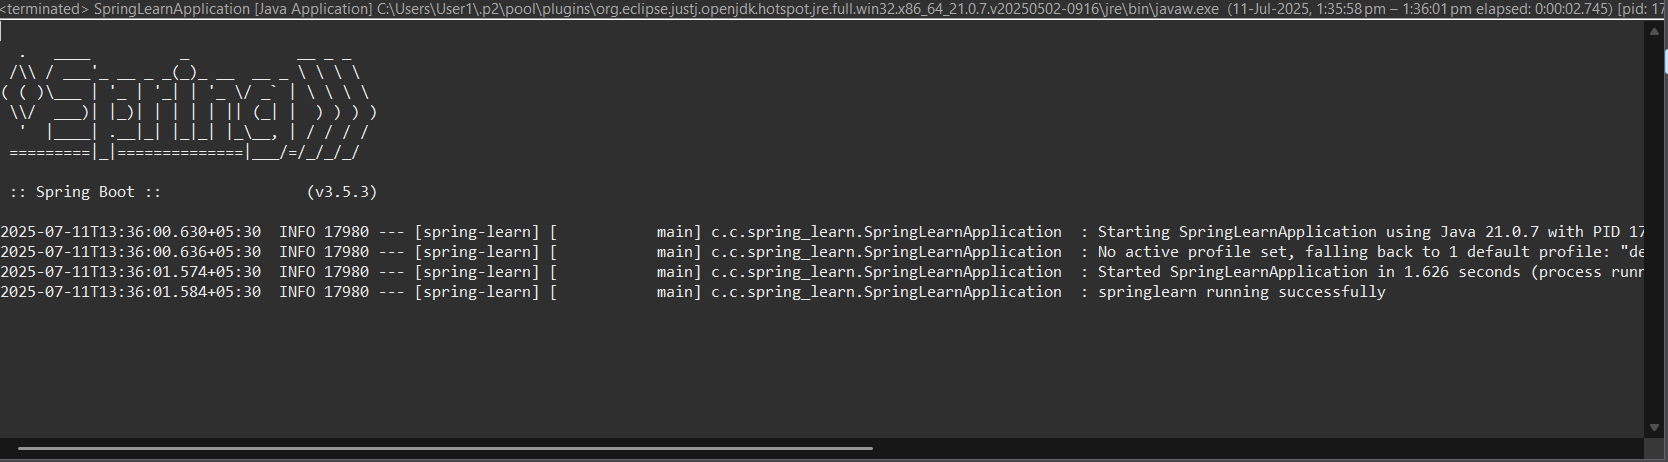 <terminated> SpringLearnApplication [Java Application] C:\Users\User1\.p2\pool\plugins\org.eclipse.justj.openjdk.hotspot.jre.full.win32.x86_64_21.0.7.v20250502-0916\jre\bin\javaw.exe (11-Jul-2025, 1:35:58 pm – 1:36:01 pm elapsed: 0:00:02.745) [pid: 17
  .   ____          _            __ _ _
 /\\ / ___'_ __ _ _(_)_ __  __ _ \ \ \ \
( ( )\___ | '_ | '_| | '_ \/ _` | \ \ \ \
 \\/  ___)| |_)| | | | | || (_| |  ) ) ) )
  '  |____| .__|_| |_|_| |_\__, | / / / /
 =========|_|==============|___/=/_/_/_/
 :: Spring Boot ::                (v3.5.3)
2025-07-11T13:36:00.630+05:30  INFO 17980 --- [spring-learn] [           main] c.c.spring_learn.SpringLearnApplication  : Starting SpringLearnApplication using Java 21.0.7 with PID 17
2025-07-11T13:36:00.636+05:30  INFO 17980 --- [spring-learn] [           main] c.c.spring_learn.SpringLearnApplication  : No active profile set, falling back to 1 default profile: "de
2025-07-11T13:36:01.574+05:30  INFO 17980 --- [spring-learn] [           main] c.c.spring_learn.SpringLearnApplication  : Started SpringLearnApplication in 1.626 seconds (process runn
2025-07-11T13:36:01.584+05:30  INFO 17980 --- [spring-learn] [           main] c.c.spring_learn.SpringLearnApplication  : springlearn running successfully